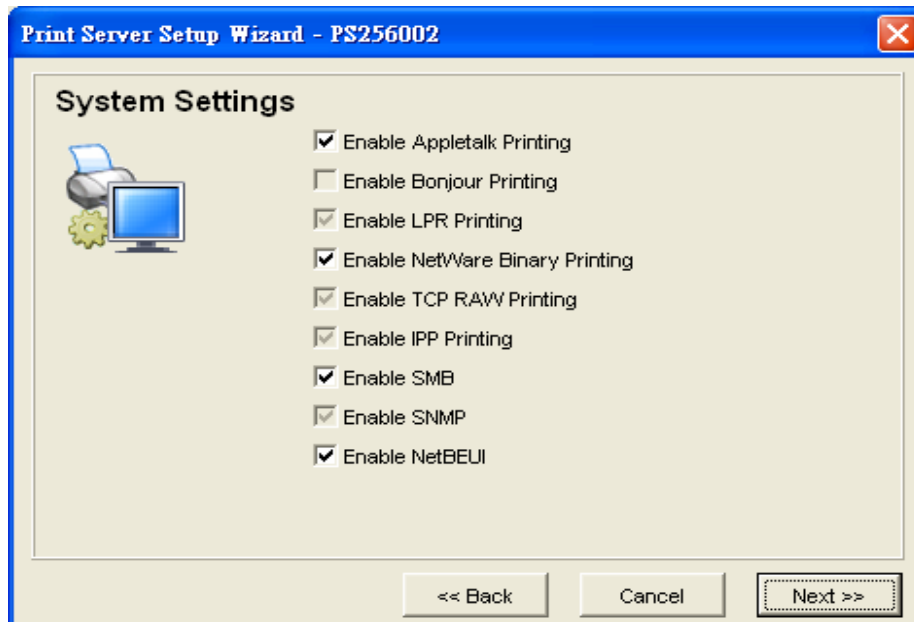 Print Server Setup Wizard - PS256002
System Settings
Enable Appletalk Printing
Enable Bonjour Printing
Enable LPR Printing
Enable NetWare Binary Printing
Enable TCP RAW Printing
Enable IPP Printing
Enable SMB
Enable SNMP
Enable NetBEUI
<< Back
Cancel
Next >>